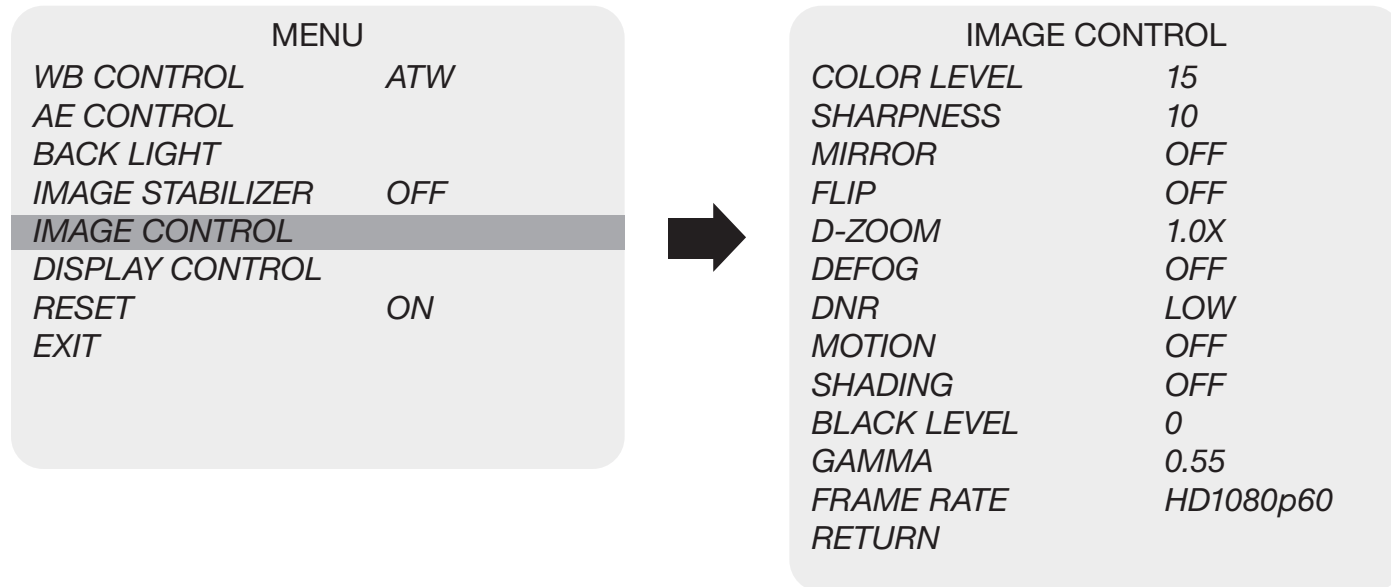 MENU
WB CONTROL ATW
AE CONTROL
BACK LIGHT
IMAGE STABILIZER OFF
IMAGE CONTROL
DISPLAY CONTROL
RESET ON
EXIT
IMAGE CONTROL
COLOR LEVEL 15
SHARPNESS 10
MIRROR OFF
FLIP OFF
D-ZOOM 1.0X
DEFOG OFF
DNR LOW
MOTION OFF
SHADING OFF
BLACK LEVEL 0
GAMMA 0.55
FRAME RATE HD1080p60
RETURN